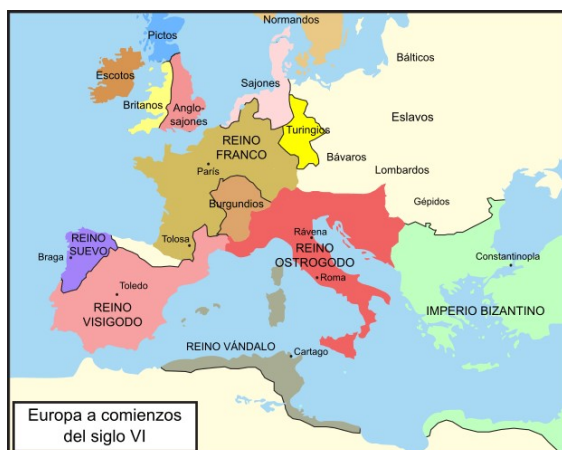 Normandos
Pictos
Bálticos
Escotos
Sajones
Britanos
Anglo-
sajones
Eslavos
Turingios
REINO
FRANCO
Bávaros
París
Lombardos
Burgundios
Gépidos
Rávena
REINO
SUEVO
Tolosa
REINO
OSTROGODO
Constantinopla
Braga
Toledo
Roma
REINO
VISIGODO
IMPERIO BIZANTINO
REINO VÁNDALO
Cartago
Europa a comienzos
del siglo VI